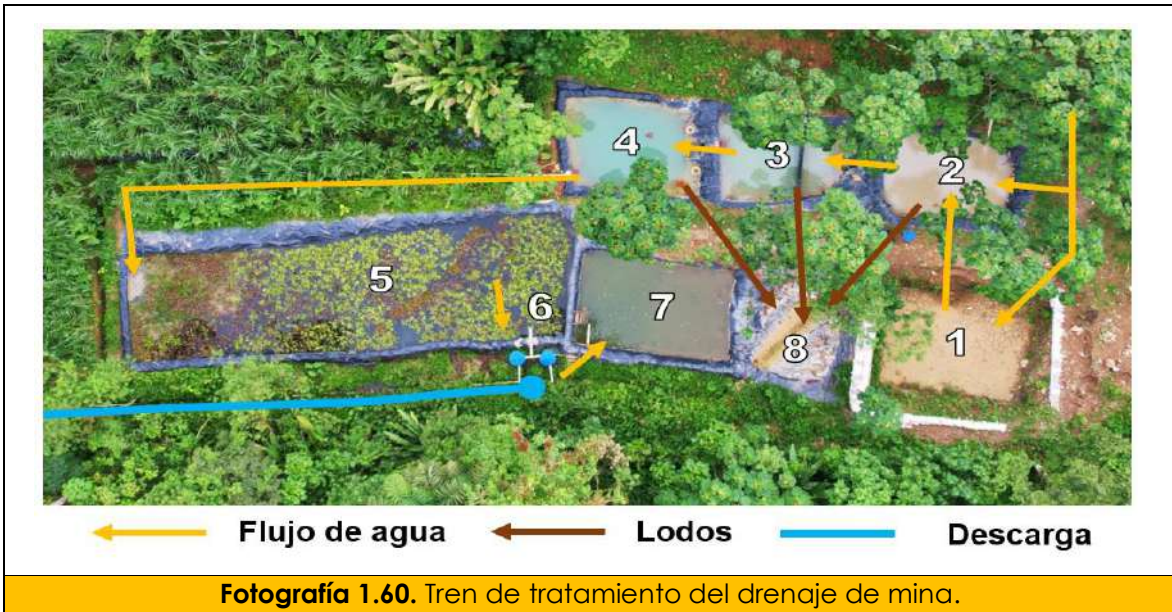 4
3
2
5
6
7
8
1
Flujo de agua
Lodos
Descarga
Fotografía 1.60. Tren de tratamiento del drenaje de mina.